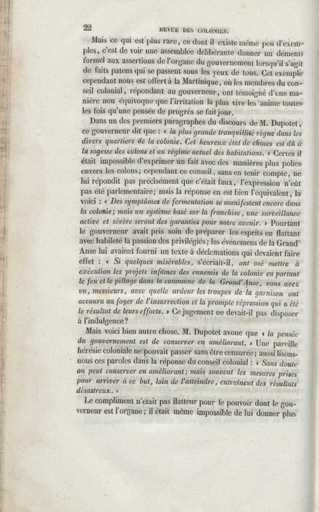 22
REVUE DES COLONIES.
Mais ce qui est plus rare, ce dont il existe même peu d'exem-
ples, c'est de voir une assemblée délibérante donner un démenti
formel aux assertions de l'organe du gouvernement lorsqu'il s'agit
de faits patens qui se passent sous les yeux de tous. Cet exemple
cependant nous est offert à la Martinique, où les membres du con-
seil colonial, répondant au gouverneur, ont témoigné d'une ma-
nière non équivoque que l'irritation la plus vive les anime toutes
les fois qu'une pensée de progrès se fait jour.
Dans un des premiers paragraphes du discours de M. Dupotet,
ce gouverneur dit que : « la plus grande tranquillité règne dans les
divers quartiers de la colonie. Cet heureux état de choses est dû à
la sagesse des colons et au régime actuel des habitations. » Certes il
était impossible d'exprimer un fait avec des manières plus polies
envers les colons; cependant ce conseil, sans en tenir compte, ne
lui répondit pas précisément que c'était faux, l'expression n'eût
pas été parlementaire; mais la réponse en est bien l'équivalent, la
voici : « Des symptômes de fermentation se manifestent encore dans
la colonie; mais un système basé sur la franchise, une surveillance
active et sévère seront des garanties pour notre avenir. » Pourtant
le gouverneur avait pris soin de préparer les esprits en flattant
avec habileté la passion des privilégiés; les événemens de la Grand'
Anse lui avaient fourni un texte à déclamations qui devaient faire
effet : « Si quelques misérables, s'écriait-il, ont osé mettre à
exécution les projets infâmes des ennemis de la colonie en portant
le feu et le pillage dans la commune de la Grand'Anse, vous avez
vu, messieurs, avec quelle ardeur les troupes de la garnison ont
accouru au foyer de l'insurrection et la prompte répression qui a été
le résultat de leurs efforts. » Ce jugement ne devait-il pas disposer
à l'indulgence?
Mais voici bien autre chose. M. Dupotet avoue que « la pensée
du gouvernement est de conserver en améliorant. » Une pareille
hérésie coloniale ne pouvait passer sans être censurée; aussi lisons-
nous ces paroles dans la réponse du conseil colonial : « Sans doute
on peut conserver en améliorant; mais souvent les mesures prises
pour arriver à ce but, loin de l'atteindre, entraînent des résultats
désastreux. »
Le compliment n'était pas flatteur pour le pouvoir dont le gou-
verneur est l'organe; il était même impossible de lui donner plus